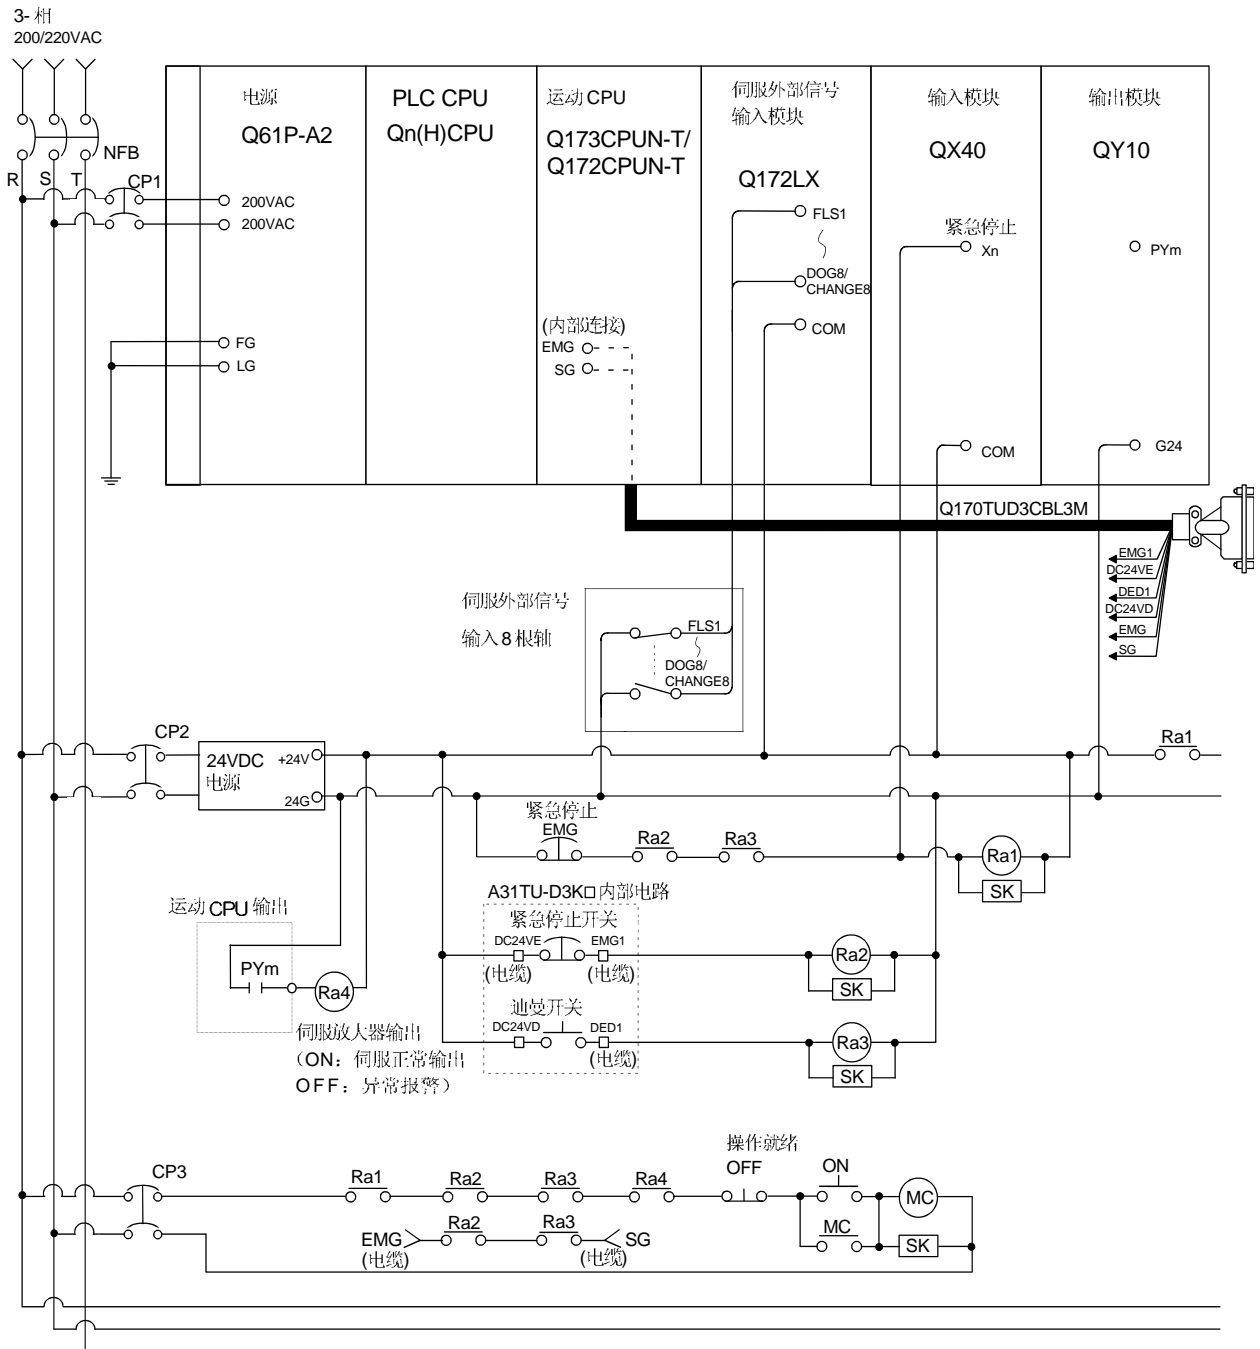 3- 相
200/220VAC
NFB
R
S
T
CP1
电源
Q61P-A2
200VAC
200VAC
FG
LG
PLC CPU
Qn(H)CPU
运动 CPU
Q173CPUN-T/
Q172CPUN-T
(内部连接)
EMG
SG
伺服外部信号
输入模块
Q172LX
FLS1
DOG8/
CHANGE8
COM
输入模块
QX40
紧急停止
Xn
COM
输出模块
QY10
PYm
G24
Q170TUD3CBL3M
EMG1
DC24VE
DED1
DC24VD
EMG
SG
伺服外部信号
输入 8 根轴
FLS1
DOG8/
CHANGE8
CP2
24VDC
电源
+24V
24G
Ra1
紧急停止
EMG
Ra2
Ra3
Ra1
SK
A31TU-D3K□ 内部电路
紧急停止开关
DC24VE
EMG1
(电缆)
(电缆)
Ra2
SK
迪曼开关
DC24VD
DED1
(电缆)
Ra3
SK
运动 CPU 输出
PYm
Ra4
伺服放大器输出
（ON：伺服正常输出
OFF：异常报警）
CP3
Ra1
Ra2
Ra3
Ra4
操作就绪
OFF
ON
MC
EMG
(电缆)
Ra2
Ra3
SG
(电缆)
MC
SK